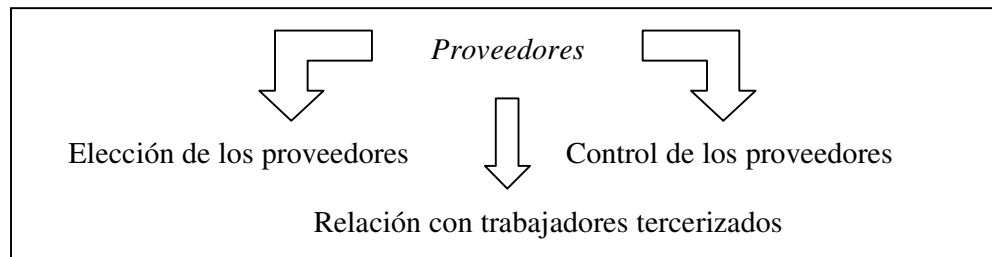 Proveedores
Elección de los proveedores
Control de los proveedores
Relación con trabajadores tercerizados